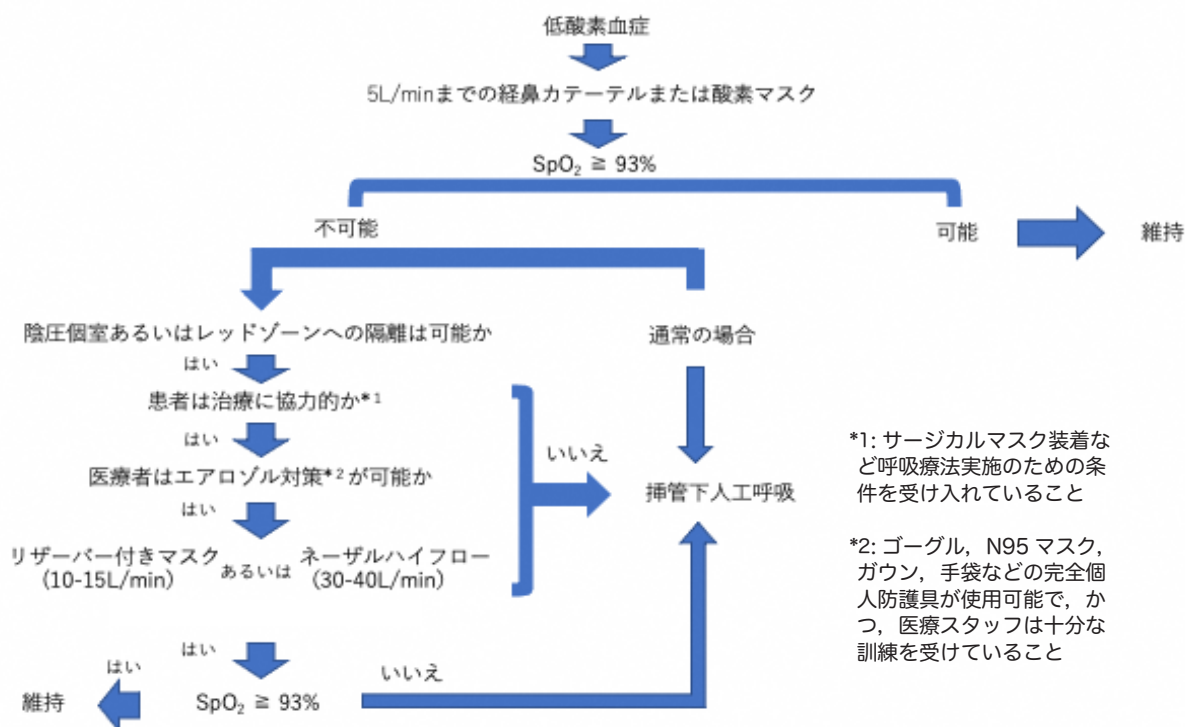 低酸素血症
5L/minまでの経鼻カテーテルまたは酸素マスク
SpO₂ ≧ 93%
不可能
可能
維持
陰圧個室あるいはレッドゾーンへの隔離は可能か
通常の場合
はい
患者は治療に協力的か*1
はい
医療者はエアロゾル対策*2が可能か
いいえ
挿管下人工呼吸
はい
リザーバー付きマスク
(10-15L/min)
あるいは
ネーザルハイフロー
(30-40L/min)
はい
はい
いいえ
維持
SpO₂ ≧ 93%
*1: サージカルマスク装着な
ど呼吸療法実施のための条
件を受け入れていること
*2: ゴーグル，N95 マスク，
ガウン，手袋などの完全個
人防護具が使用可能で，か
つ，医療スタッフは十分な
訓練を受けていること